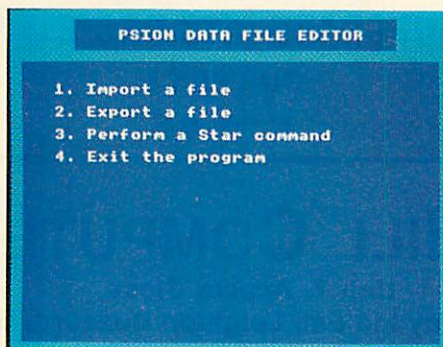 PSION DATA FILE EDITOR
1. Import a file
2. Export a file
3. Perform a Star command
4. Exit the program